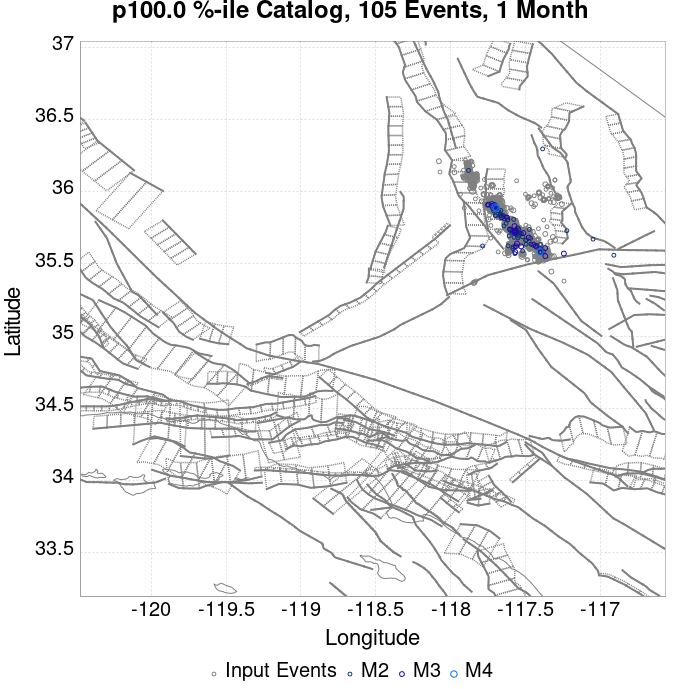 p100.0 %-ile Catalog, 105 Events, 1 Month
37
36.5
36
35.5
35
34.5
34
33.5
Latitude
-120 -119.5 -119 -118.5 -118 -117.5 -117
Longitude
Input Events M2 M3 M4